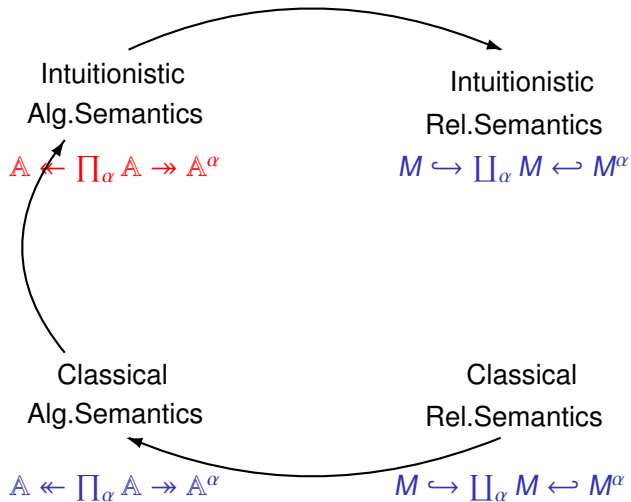 Intuitionistic
Alg.Semantics
𝔸 ↞ ∏_α 𝔸 ↠ 𝔸^α
Intuitionistic
Rel.Semantics
M ↪ ∐_α M ↩ M^α
Classical
Alg.Semantics
𝔸 ↞ ∏_α 𝔸 ↠ 𝔸^α
Classical
Rel.Semantics
M ↪ ∐_α M ↩ M^α